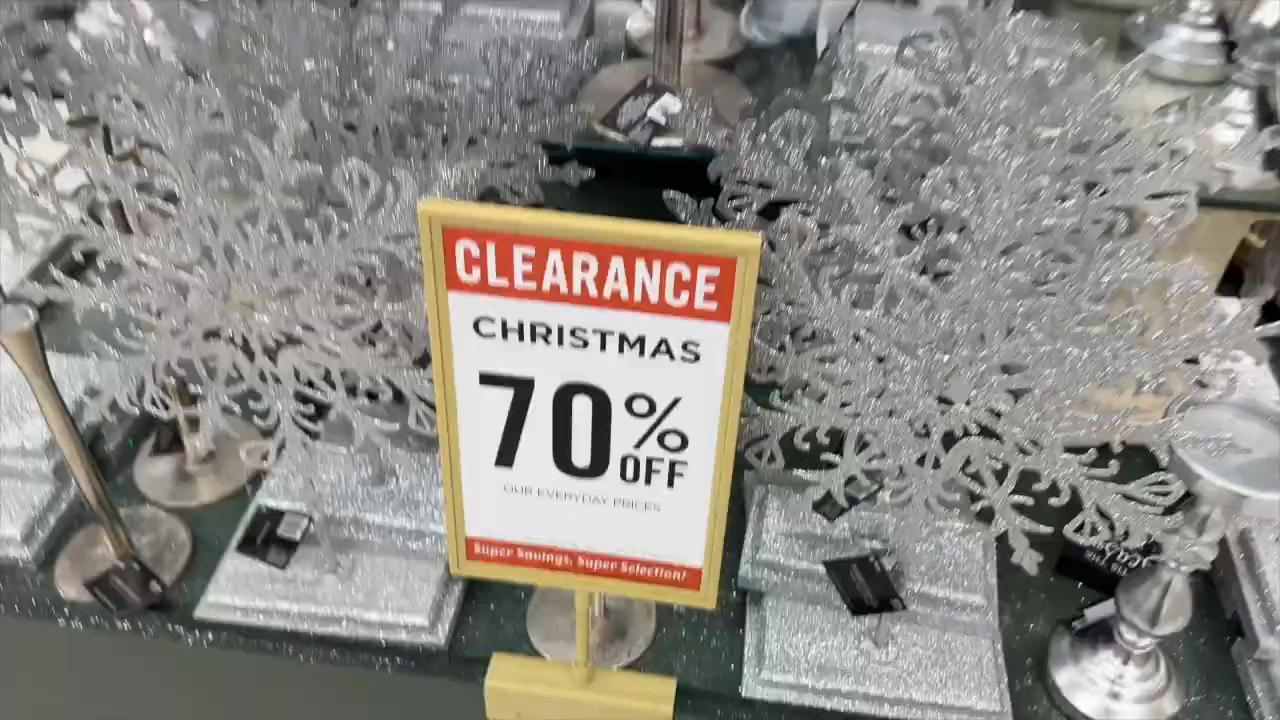 CLEARANCE
CHRISTMAS
70%
OFF
OUR EVERYDAY PRICES
Super Savings, Super Selection!